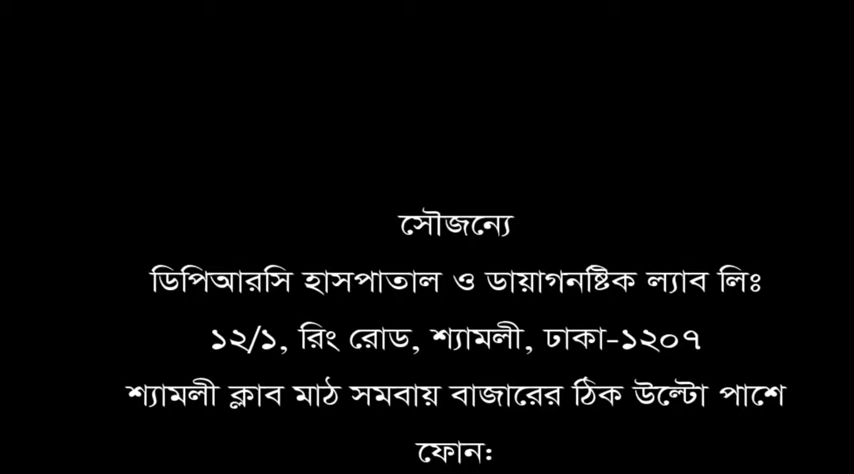 সৌজন্যে
ডিপিআরসি হাসপাতাল ও ডায়াগনষ্টিক ল্যাব লিঃ
১২/১, রিং রোড, শ্যামলী, ঢাকা-১২০৭
শ্যামলী ক্লাব মাঠ সমবায় বাজারের ঠিক উল্টো পাশে
ফোন: